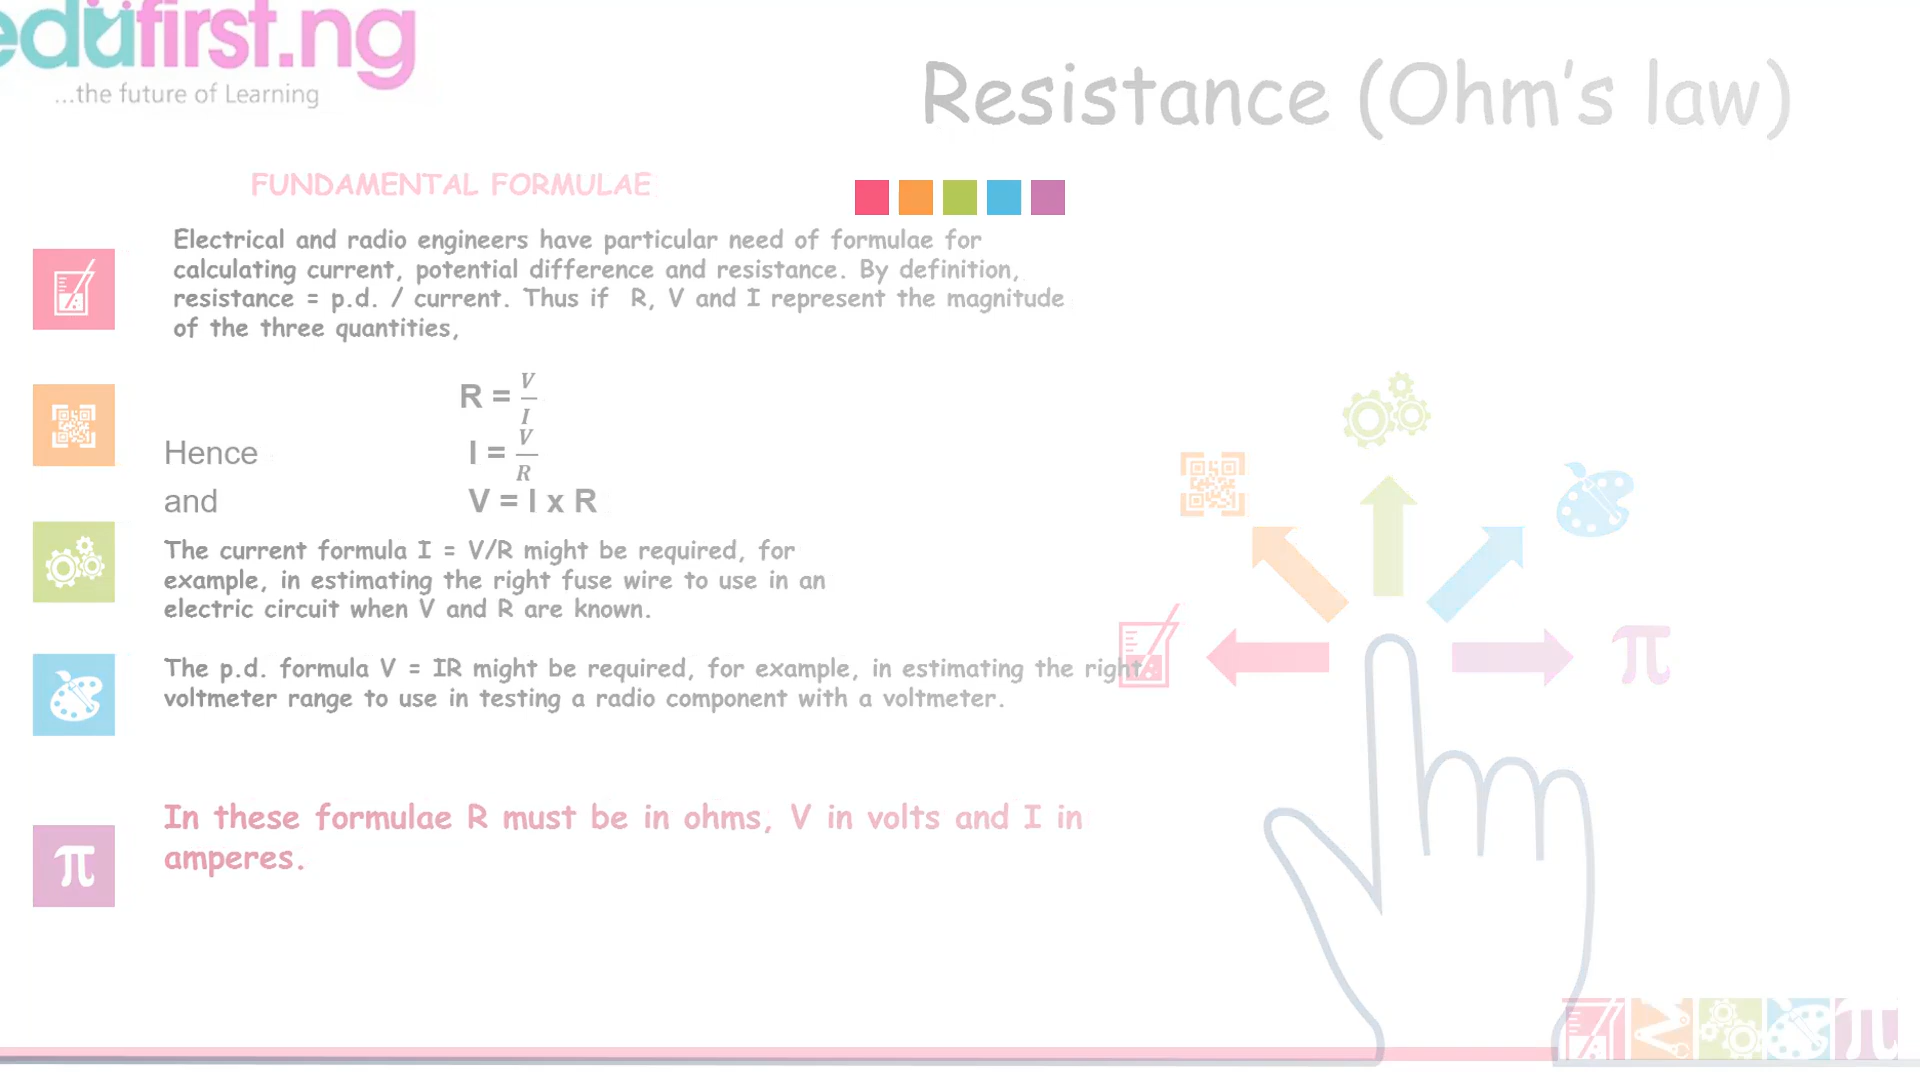 edufirst.ng
...the future of Learning
Resistance (Ohm's law)
FUNDAMENTAL FORMULAE
Electrical and radio engineers have particular need of formulae for
calculating current, potential difference and resistance. By definition,
resistance = p.d. / current. Thus if R, V and I represent the magnitude
of the three quantities,
R = V/I
Hence I = V/R
and V = I x R
The current formula I = V/R might be required, for
example, in estimating the right fuse wire to use in an
electric circuit when V and R are known.
The p.d. formula V = IR might be required, for example, in estimating the right
voltmeter range to use in testing a radio component with a voltmeter.
In these formulae R must be in ohms, V in volts and I in
amperes.
π
π
π